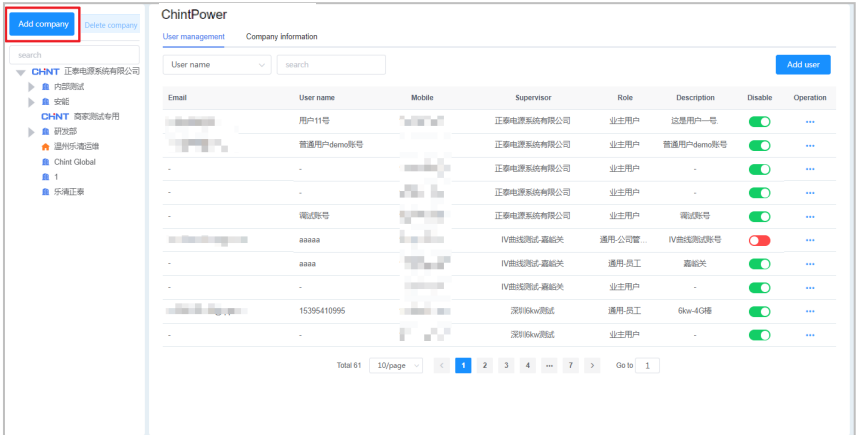 ChintPower
Add company
Delete company
User management Company information
search
User name search Add user
CHNT 正泰电源系统有限公司
内部测试
安能
CHNT 商家测试专用
研发部
温州乐清运维
Chint Global
1
乐清正泰
Email User name Mobile Supervisor Role Description Disable Operation
用户11号 正泰电源系统有限公司 业主用户 这是用户一号 •••
普通用户demo账号 正泰电源系统有限公司 业主用户 普通用户demo账号 •••
- - 正泰电源系统有限公司 业主用户 - •••
- - 正泰电源系统有限公司 业主用户 - •••
- 调试账号 正泰电源系统有限公司 业主用户 调试账号 •••
aaaaa IV曲线测试-嘉峪关 通用-公司管... IV曲线测试账号 •••
- aaaa IV曲线测试-嘉峪关 通用-员工 嘉峪关 •••
- - IV曲线测试-嘉峪关 业主用户 - •••
15395410995 深圳6kw测试 通用-员工 6kw-4G棒 •••
- - 深圳6kw测试 业主用户 - •••
Total 61 10/page < 1 2 3 4 ••• 7 > Go to 1